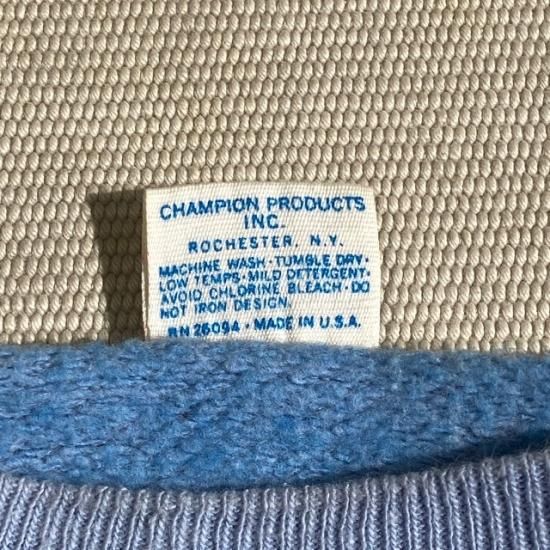 CHAMPION PRODUCTS
INC.
ROCHESTER, N.Y.
MACHINE WASH · TUMBLE DRY ·
LOW TEMPS · MILD DETERGENT ·
AVOID CHLORINE BLEACH · DO
NOT IRON DESIGN.
RN 26094 · MADE IN U.S.A.